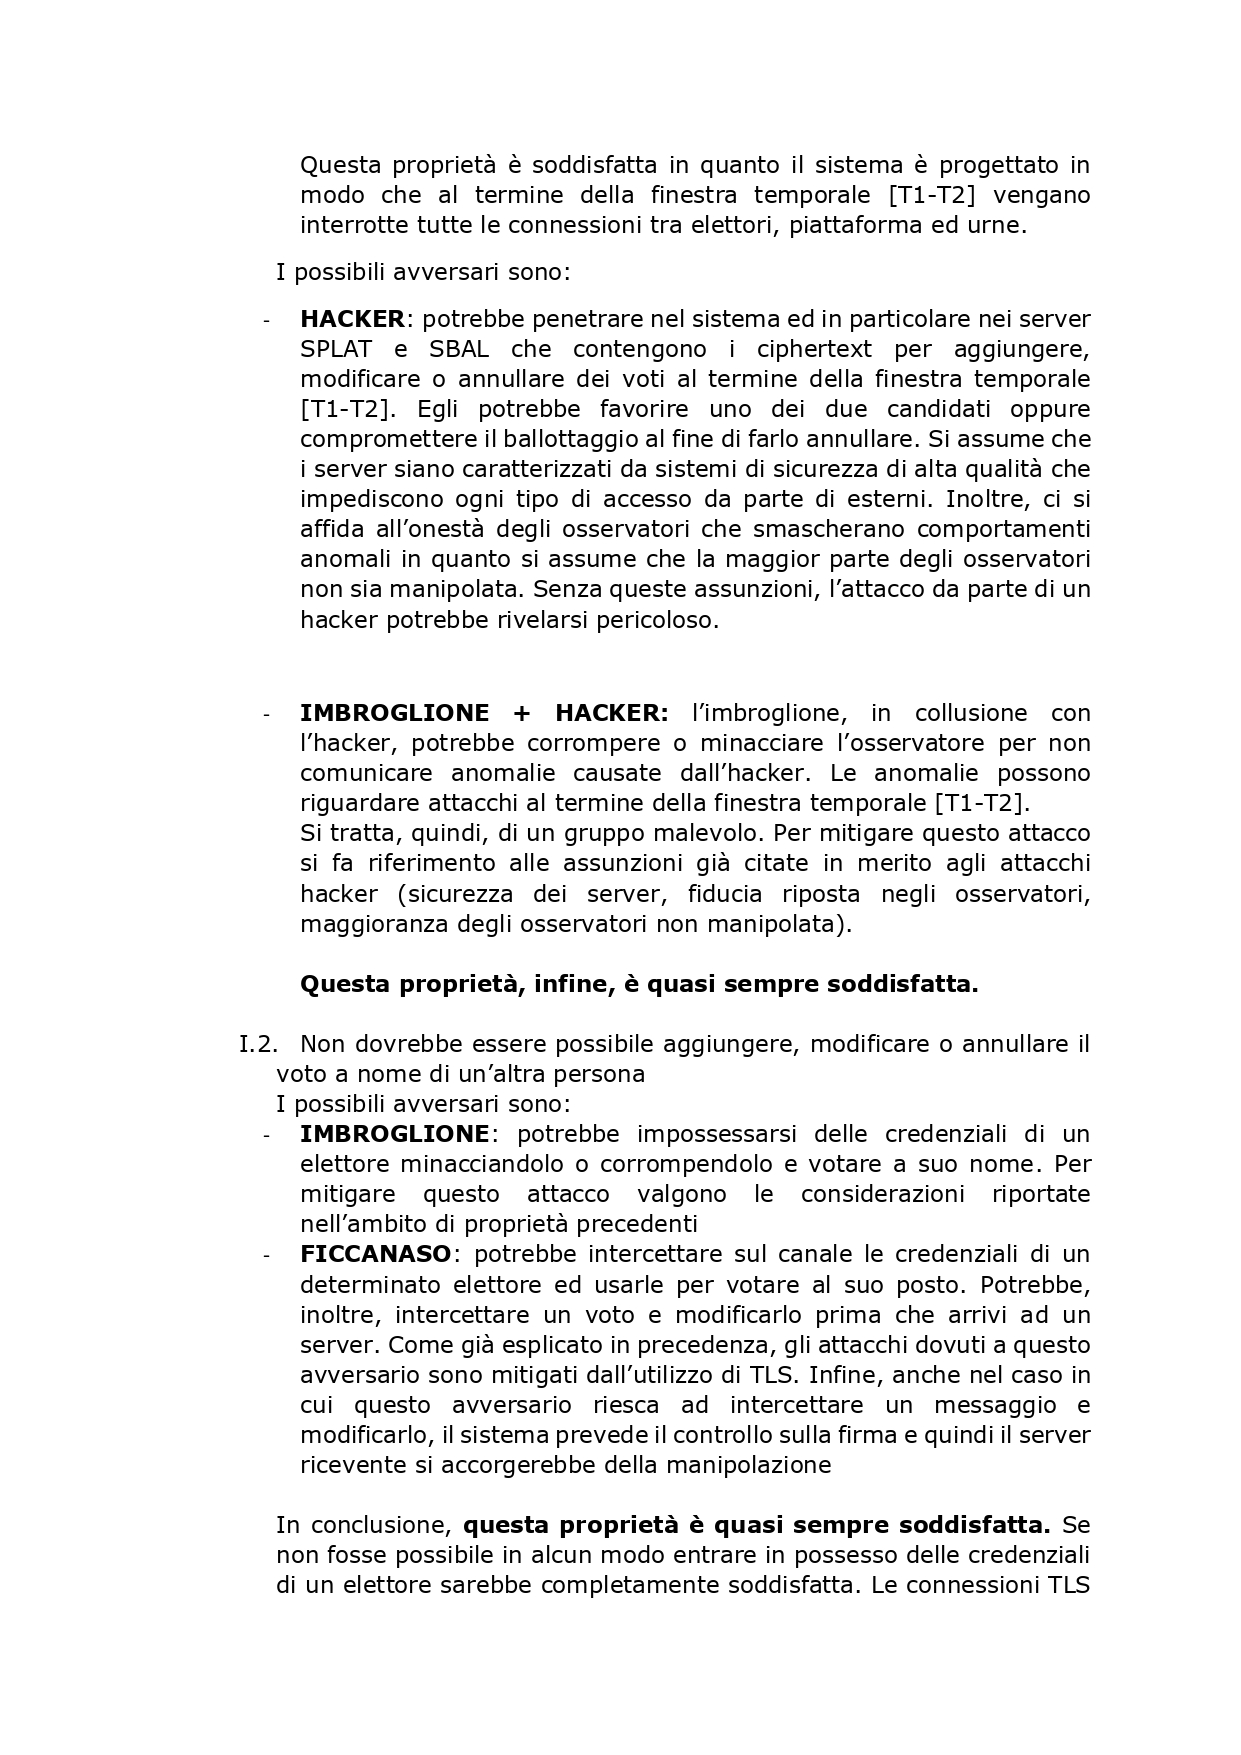 Questa proprietà è soddisfatta in quanto il sistema è progettato in
modo che al termine della finestra temporale [T1-T2] vengano
interrotte tutte le connessioni tra elettori, piattaforma ed urne.
I possibili avversari sono:
- HACKER: potrebbe penetrare nel sistema ed in particolare nei server
SPLAT e SBAL che contengono i ciphertext per aggiungere,
modificare o annullare dei voti al termine della finestra temporale
[T1-T2]. Egli potrebbe favorire uno dei due candidati oppure
compromettere il ballottaggio al fine di farlo annullare. Si assume che
i server siano caratterizzati da sistemi di sicurezza di alta qualità che
impediscono ogni tipo di accesso da parte di esterni. Inoltre, ci si
affida all’onestà degli osservatori che smascherano comportamenti
anomali in quanto si assume che la maggior parte degli osservatori
non sia manipolata. Senza queste assunzioni, l’attacco da parte di un
hacker potrebbe rivelarsi pericoloso.
- IMBROGLIONE + HACKER: l’imbroglione, in collusione con
l’hacker, potrebbe corrompere o minacciare l’osservatore per non
comunicare anomalie causate dall’hacker. Le anomalie possono
riguardare attacchi al termine della finestra temporale [T1-T2].
Si tratta, quindi, di un gruppo malevolo. Per mitigare questo attacco
si fa riferimento alle assunzioni già citate in merito agli attacchi
hacker (sicurezza dei server, fiducia riposta negli osservatori,
maggioranza degli osservatori non manipolata).
Questa proprietà, infine, è quasi sempre soddisfatta.
I.2. Non dovrebbe essere possibile aggiungere, modificare o annullare il
voto a nome di un’altra persona
I possibili avversari sono:
- IMBROGLIONE: potrebbe impossessarsi delle credenziali di un
elettore minacciandolo o corrompendolo e votare a suo nome. Per
mitigare questo attacco valgono le considerazioni riportate
nell’ambito di proprietà precedenti
- FICCANASO: potrebbe intercettare sul canale le credenziali di un
determinato elettore ed usarle per votare al suo posto. Potrebbe,
inoltre, intercettare un voto e modificarlo prima che arrivi ad un
server. Come già esplicato in precedenza, gli attacchi dovuti a questo
avversario sono mitigati dall’utilizzo di TLS. Infine, anche nel caso in
cui questo avversario riesca ad intercettare un messaggio e
modificarlo, il sistema prevede il controllo sulla firma e quindi il server
ricevente si accorgerebbe della manipolazione
In conclusione, questa proprietà è quasi sempre soddisfatta. Se
non fosse possibile in alcun modo entrare in possesso delle credenziali
di un elettore sarebbe completamente soddisfatta. Le connessioni TLS